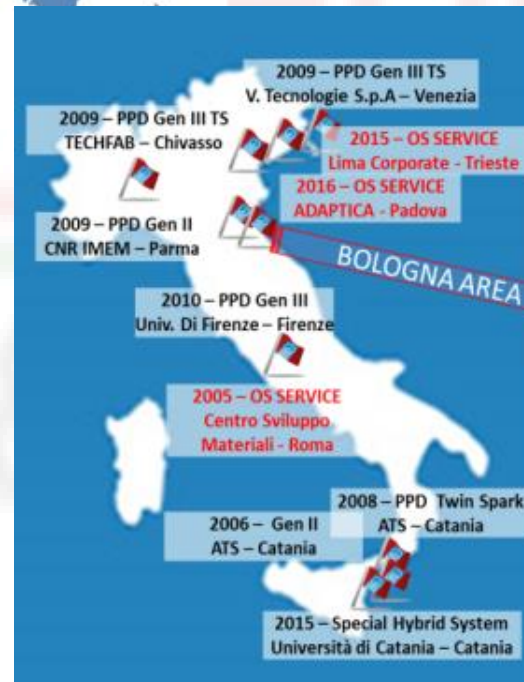 2009 – PPD Gen III TS
V. Tecnologie S.p.A – Venezia
2009 – PPD Gen III TS
TECHFAB – Chivasso
2015 – OS SERVICE
Lima Corporate - Trieste
2016 – OS SERVICE
ADAPTICA - Padova
2009 – PPD Gen II
CNR IMEM – Parma
BOLOGNA AREA
2010 – PPD Gen III
Univ. Di Firenze – Firenze
2005 – OS SERVICE
Centro Sviluppo
Materiali - Roma
2008 – PPD Twin Spark
ATS – Catania
2006 – Gen II
ATS – Catania
2015 – Special Hybrid System
Università di Catania – Catania